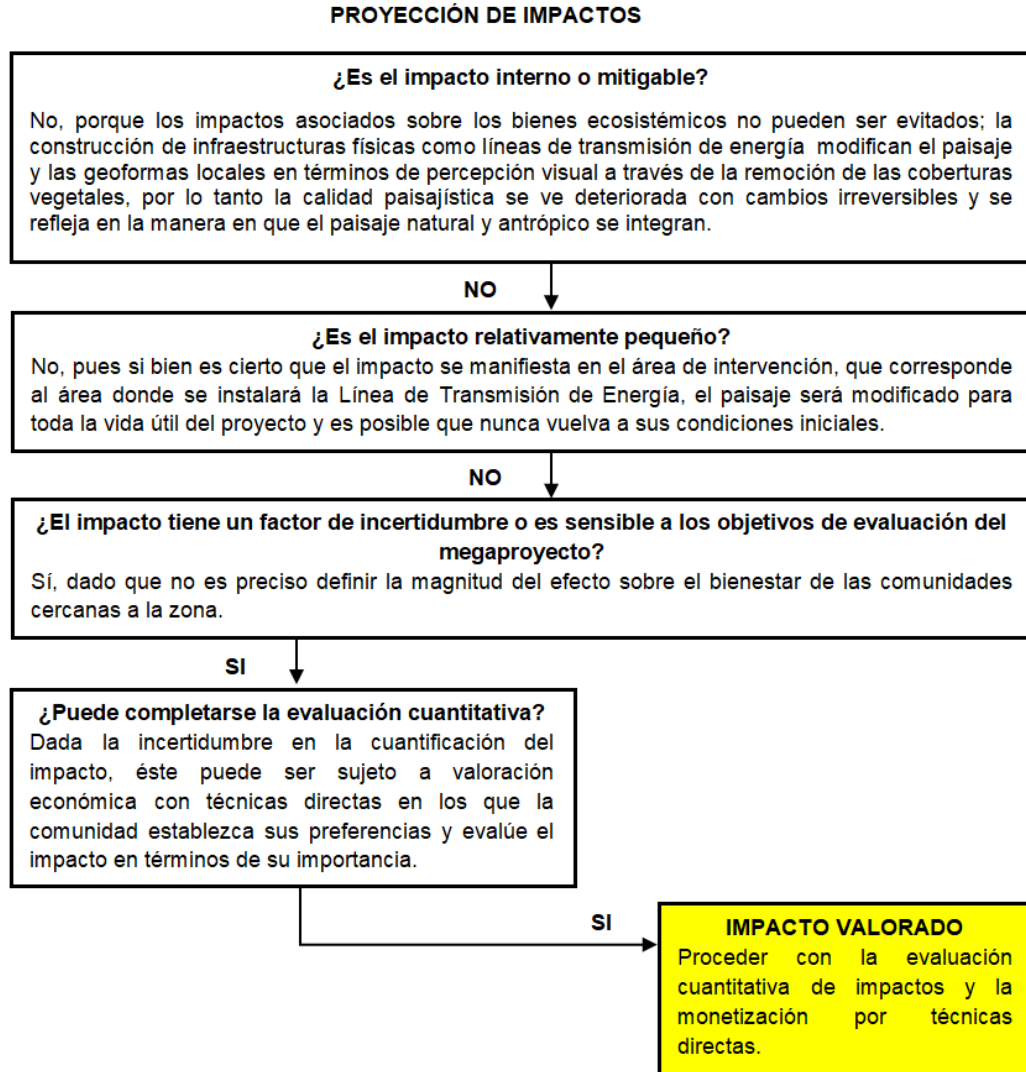 PROYECCIÓN DE IMPACTOS
¿Es el impacto interno o mitigable?
No, porque los impactos asociados sobre los bienes ecosistémicos no pueden ser evitados; la
construcción de infraestructuras físicas como líneas de transmisión de energía modifican el paisaje
y las geoformas locales en términos de percepción visual a través de la remoción de las coberturas
vegetales, por lo tanto la calidad paisajística se ve deteriorada con cambios irreversibles y se
refleja en la manera en que el paisaje natural y antrópico se integran.
NO
¿Es el impacto relativamente pequeño?
No, pues si bien es cierto que el impacto se manifiesta en el área de intervención, que corresponde
al área donde se instalará la Línea de Transmisión de Energía, el paisaje será modificado para
toda la vida útil del proyecto y es posible que nunca vuelva a sus condiciones iniciales.
NO
¿El impacto tiene un factor de incertidumbre o es sensible a los objetivos de evaluación del
megaproyecto?
Sí, dado que no es preciso definir la magnitud del efecto sobre el bienestar de las comunidades
cercanas a la zona.
SI
¿Puede completarse la evaluación cuantitativa?
Dada la incertidumbre en la cuantificación del
impacto, éste puede ser sujeto a valoración
económica con técnicas directas en los que la
comunidad establezca sus preferencias y evalúe el
impacto en términos de su importancia.
SI
IMPACTO VALORADO
Proceder con la evaluación
cuantitativa de impactos y la
monetización por técnicas
directas.